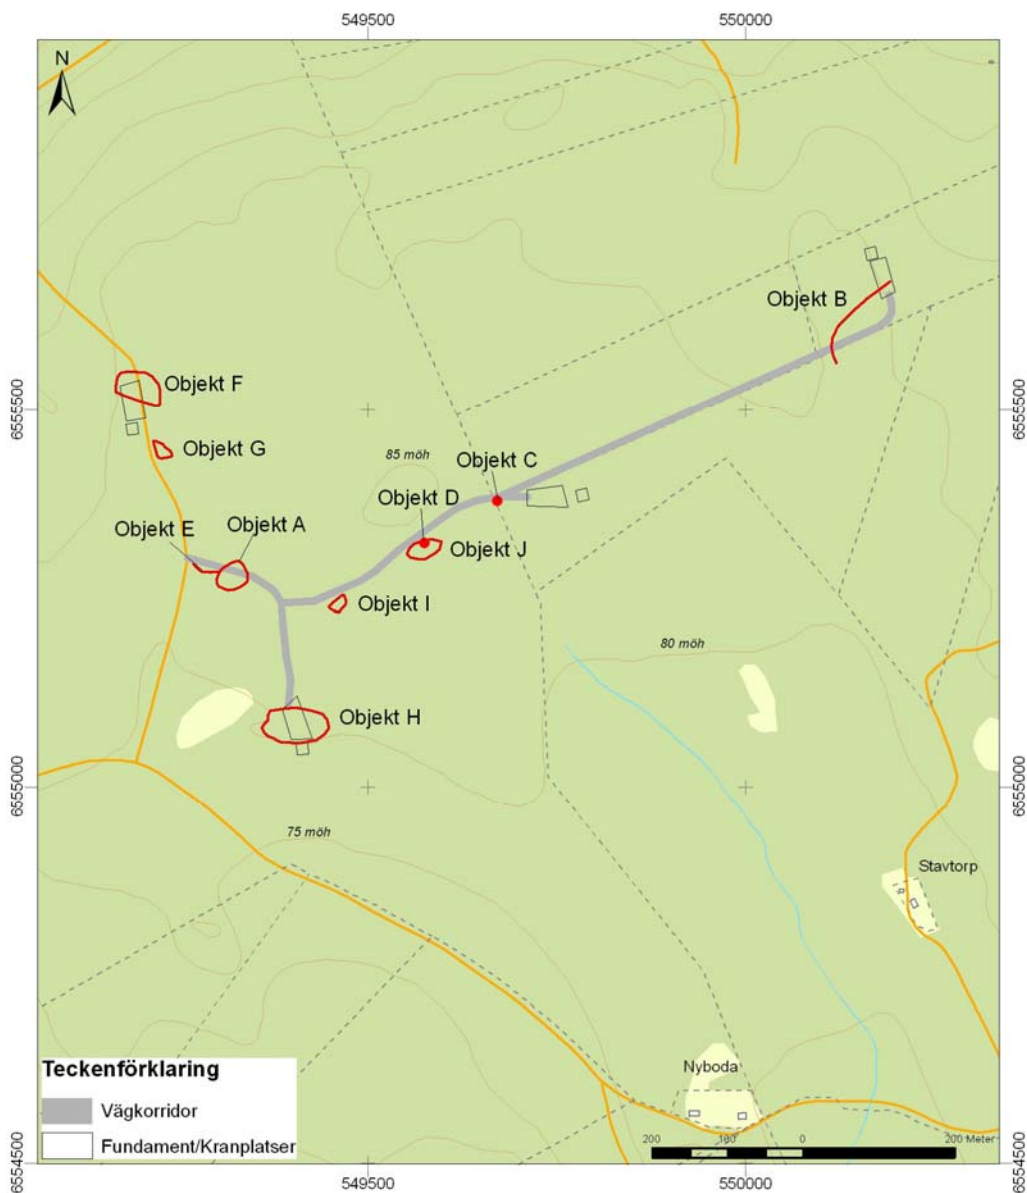 549500
550000
N
Objekt B
Objekt F
6555500
6555500
Objekt G
85 möh
Objekt C
Objekt D
Objekt E
Objekt A
Objekt J
Objekt I
80 möh
Objekt H
6555000
6555000
75 möh
Stavtorp
Teckenförklaring
Nyboda
Vägkorridor
Fundament/Kranplatser
200
100
0
200 Meter
6554500
6554500
549500
550000